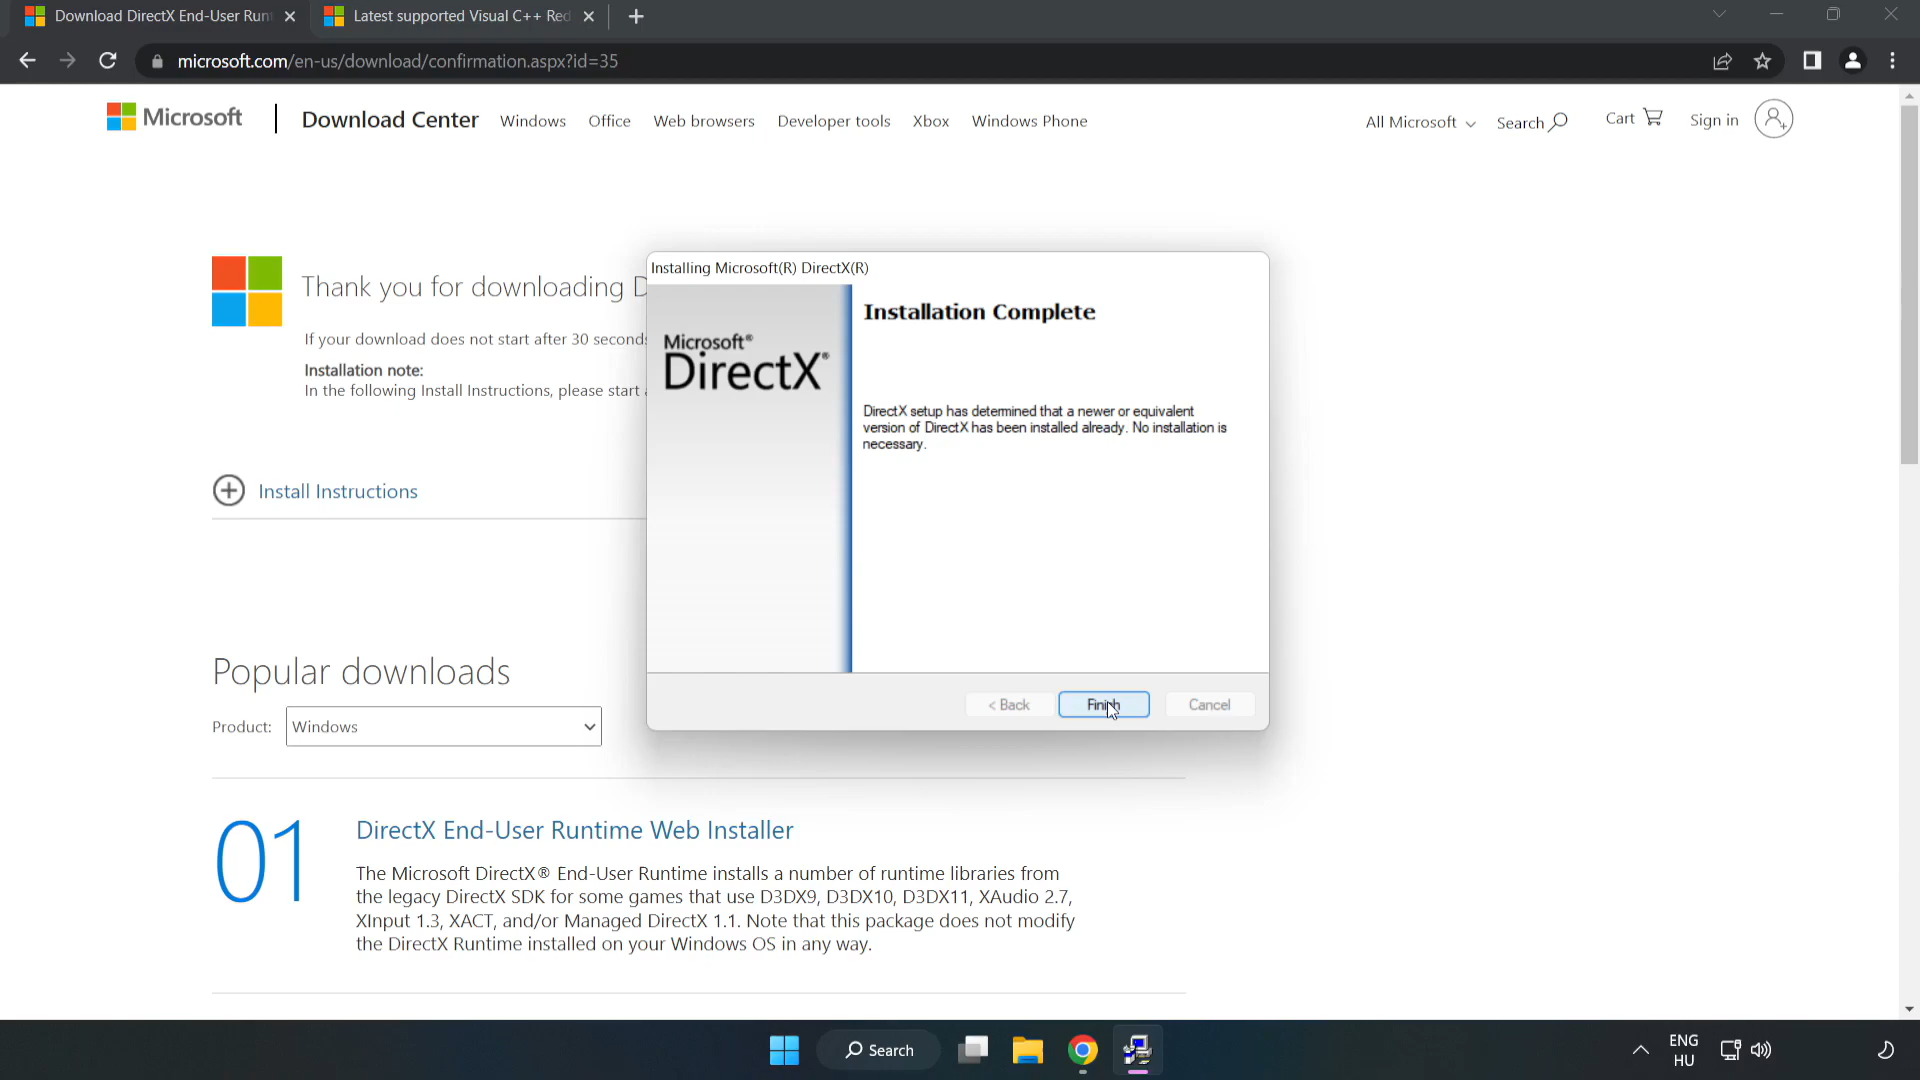 Download DirectX End-User Runt
Latest supported Visual C++ Red
microsoft.com/en-us/download/confirmation.aspx?id=35
Microsoft
Download Center
Windows
Office
Web browsers
Developer tools
Xbox
Windows Phone
All Microsoft
Search
Cart
Sign in
Thank you for downloading D
If your download does not start after 30 seconds
Installation note:
In the following Install Instructions, please start a
Install Instructions
Installing Microsoft(R) DirectX(R)
Microsoft®
DirectX®
Installation Complete
DirectX setup has determined that a newer or equivalent
version of DirectX has been installed already. No installation is
necessary.
< Back
Finish
Cancel
Popular downloads
Product:
Windows
01
DirectX End-User Runtime Web Installer
The Microsoft DirectX® End-User Runtime installs a number of runtime libraries from
the legacy DirectX SDK for some games that use D3DX9, D3DX10, D3DX11, XAudio 2.7,
XInput 1.3, XACT, and/or Managed DirectX 1.1. Note that this package does not modify
the DirectX Runtime installed on your Windows OS in any way.
Search
ENG
HU